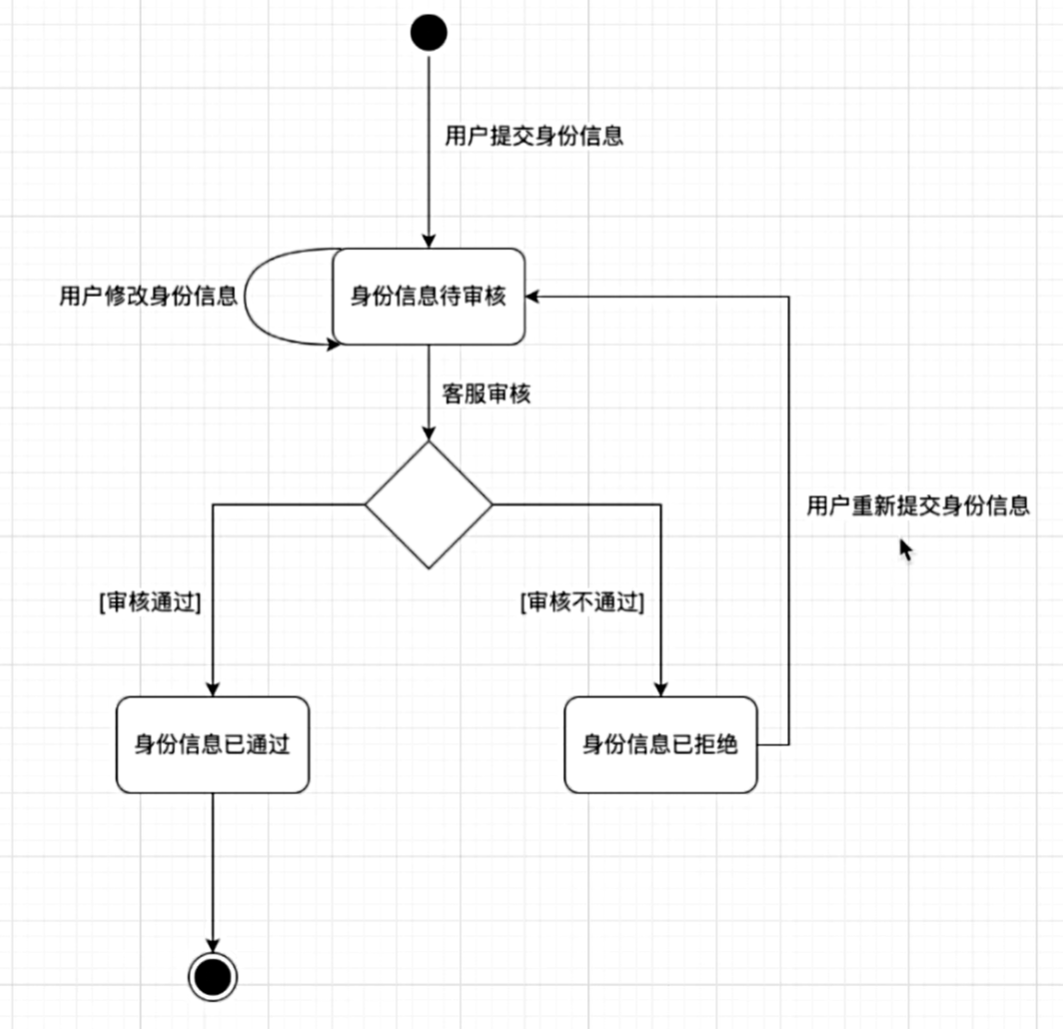 用户提交身份信息
用户修改身份信息
身份信息待审核
客服审核
用户重新提交身份信息
[审核通过]
[审核不通过]
身份信息已通过
身份信息已拒绝